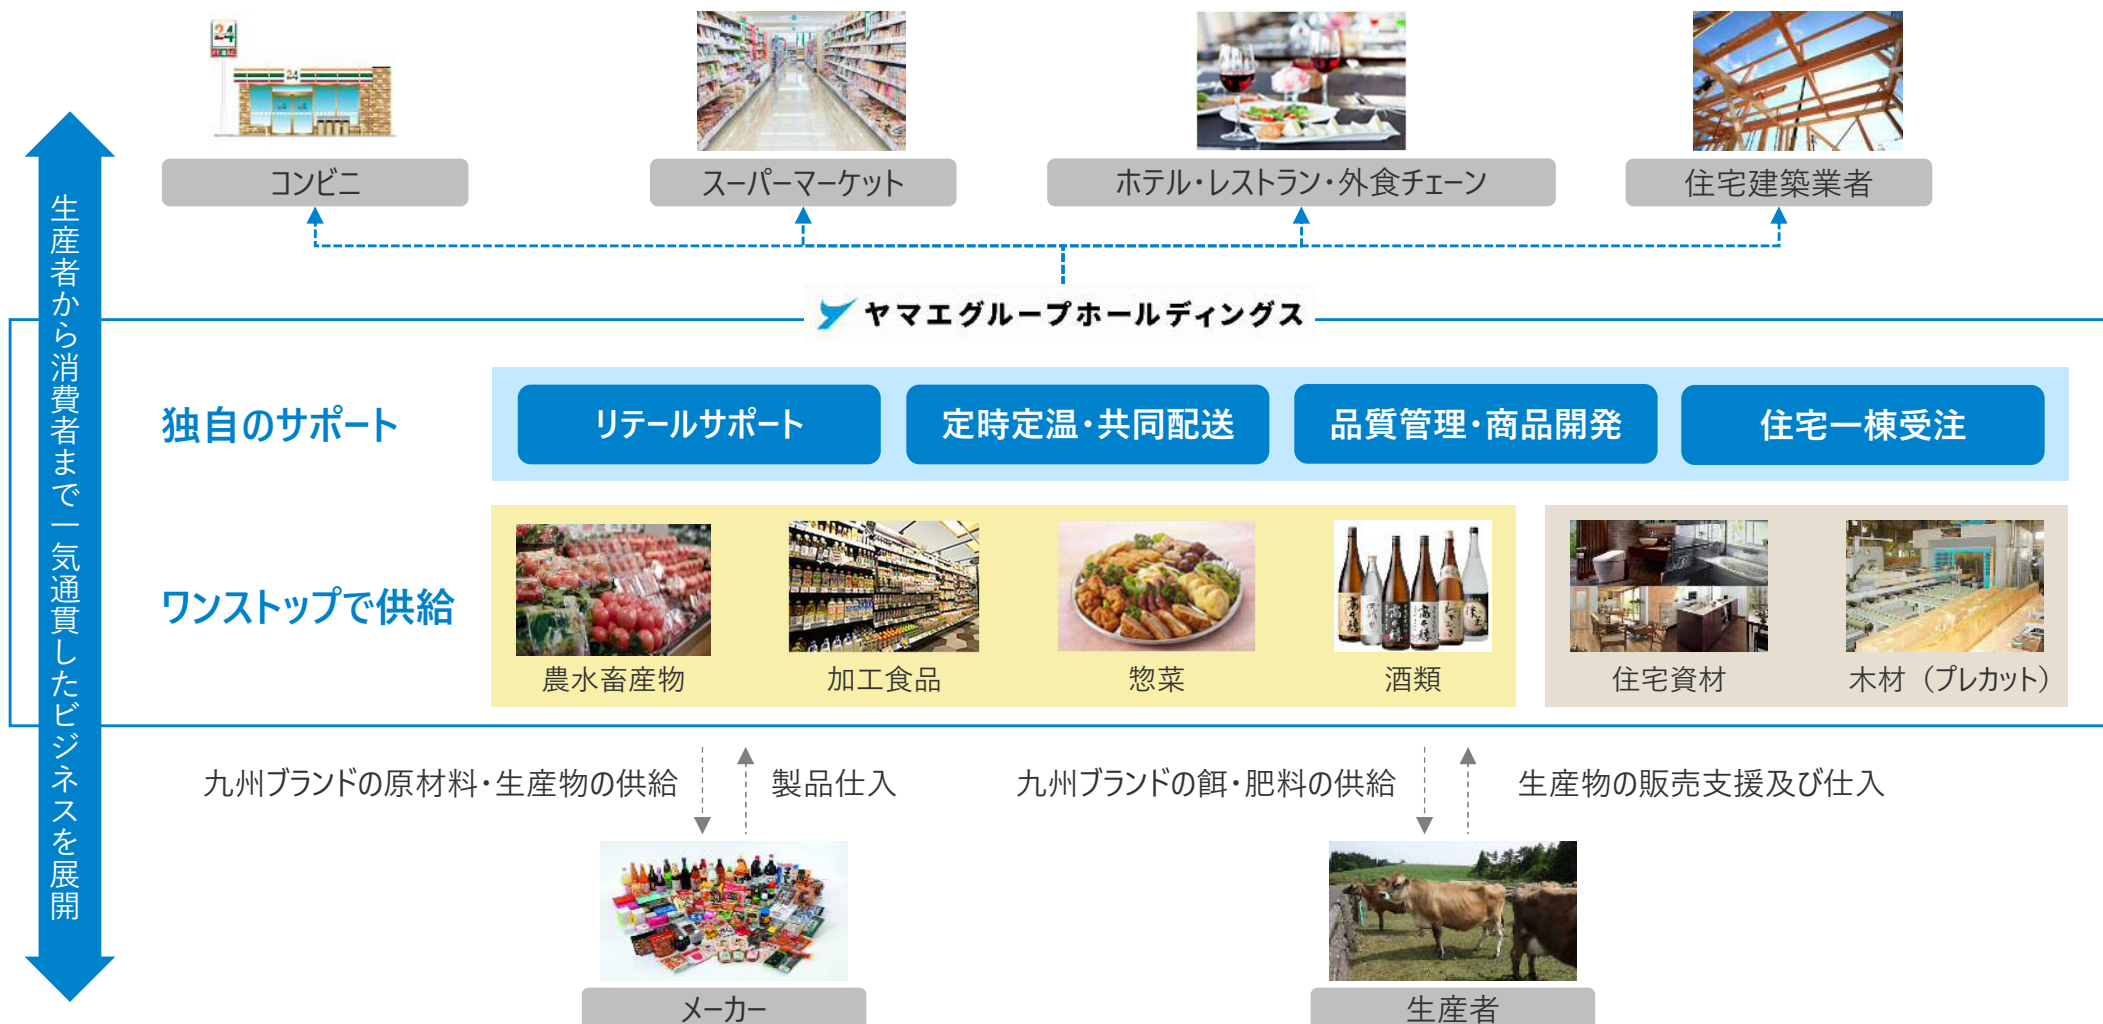 24
24
コンビニ
スーパーマーケット
ホテル・レストラン・外食チェーン
住宅建築業者
生産者から消費者まで一気通貫したビジネスを展開
ヤマエグループホールディングス
独自のサポート
リテールサポート
定時定温・共同配送
品質管理・商品開発
住宅一棟受注
ワンストップで供給
農水畜産物
加工食品
惣菜
酒類
住宅資材
木材（プレカット）
九州ブランドの原材料・生産物の供給
製品仕入
九州ブランドの餌・肥料の供給
生産物の販売支援及び仕入
メーカー
生産者